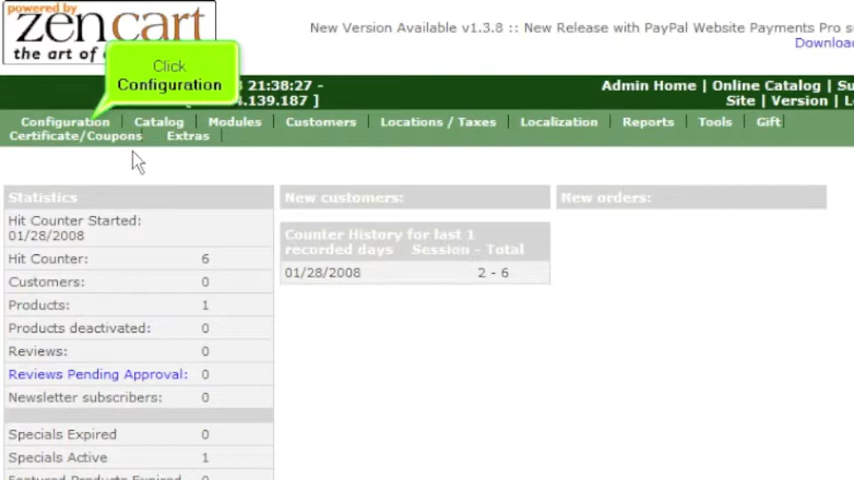 powered by
zencart
the art of
New Version Available v1.3.8 :: New Release with PayPal Website Payments Pro
Click
Configuration
21:38:27 -
.139.187 ]
Admin Home | Online Catalog |
Site | Version |
Configuration | Catalog | Modules | Customers | Locations / Taxes | Localization | Reports | Tools | Gift
Certificate/Coupons | Extras |
Statistics
Hit Counter Started:
01/28/2008
Hit Counter: 6
Customers: 0
Products: 1
Products deactivated: 0
Reviews: 0
Reviews Pending Approval: 0
Newsletter subscribers: 0
Specials Expired 0
Specials Active 1
New customers:
Counter History for last 1
recorded days Session - Total
01/28/2008 2 - 6
New orders: